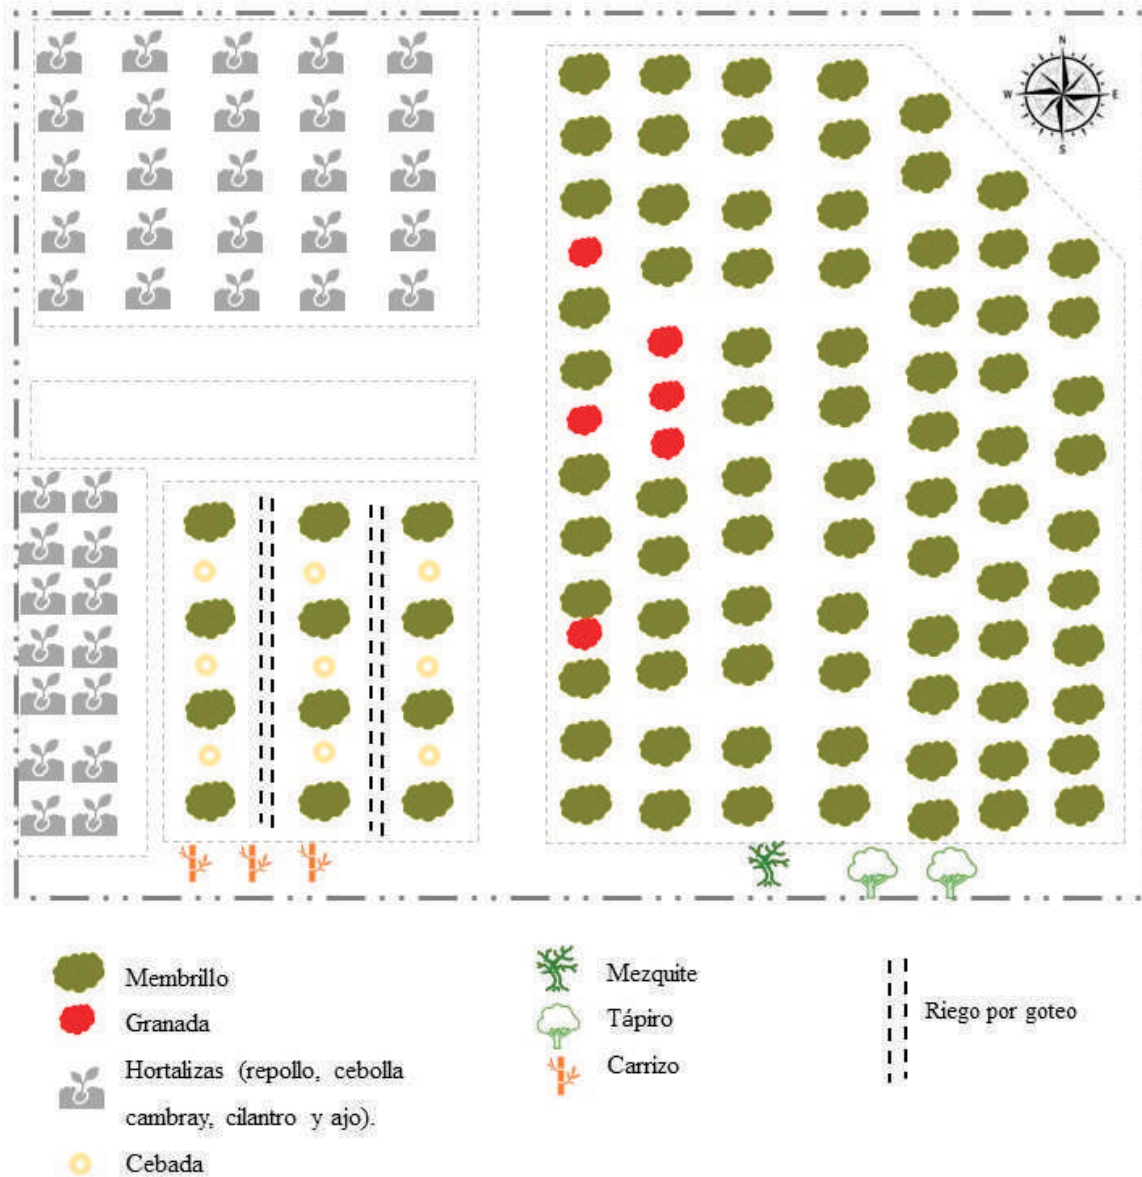 N
W
E
S
Membrillo
Granada
Hortalizas (repollo, cebolla
cambray, cilantro y ajo).
Cebada
Mezquite
Tápiro
Carrizo
Riego por goteo